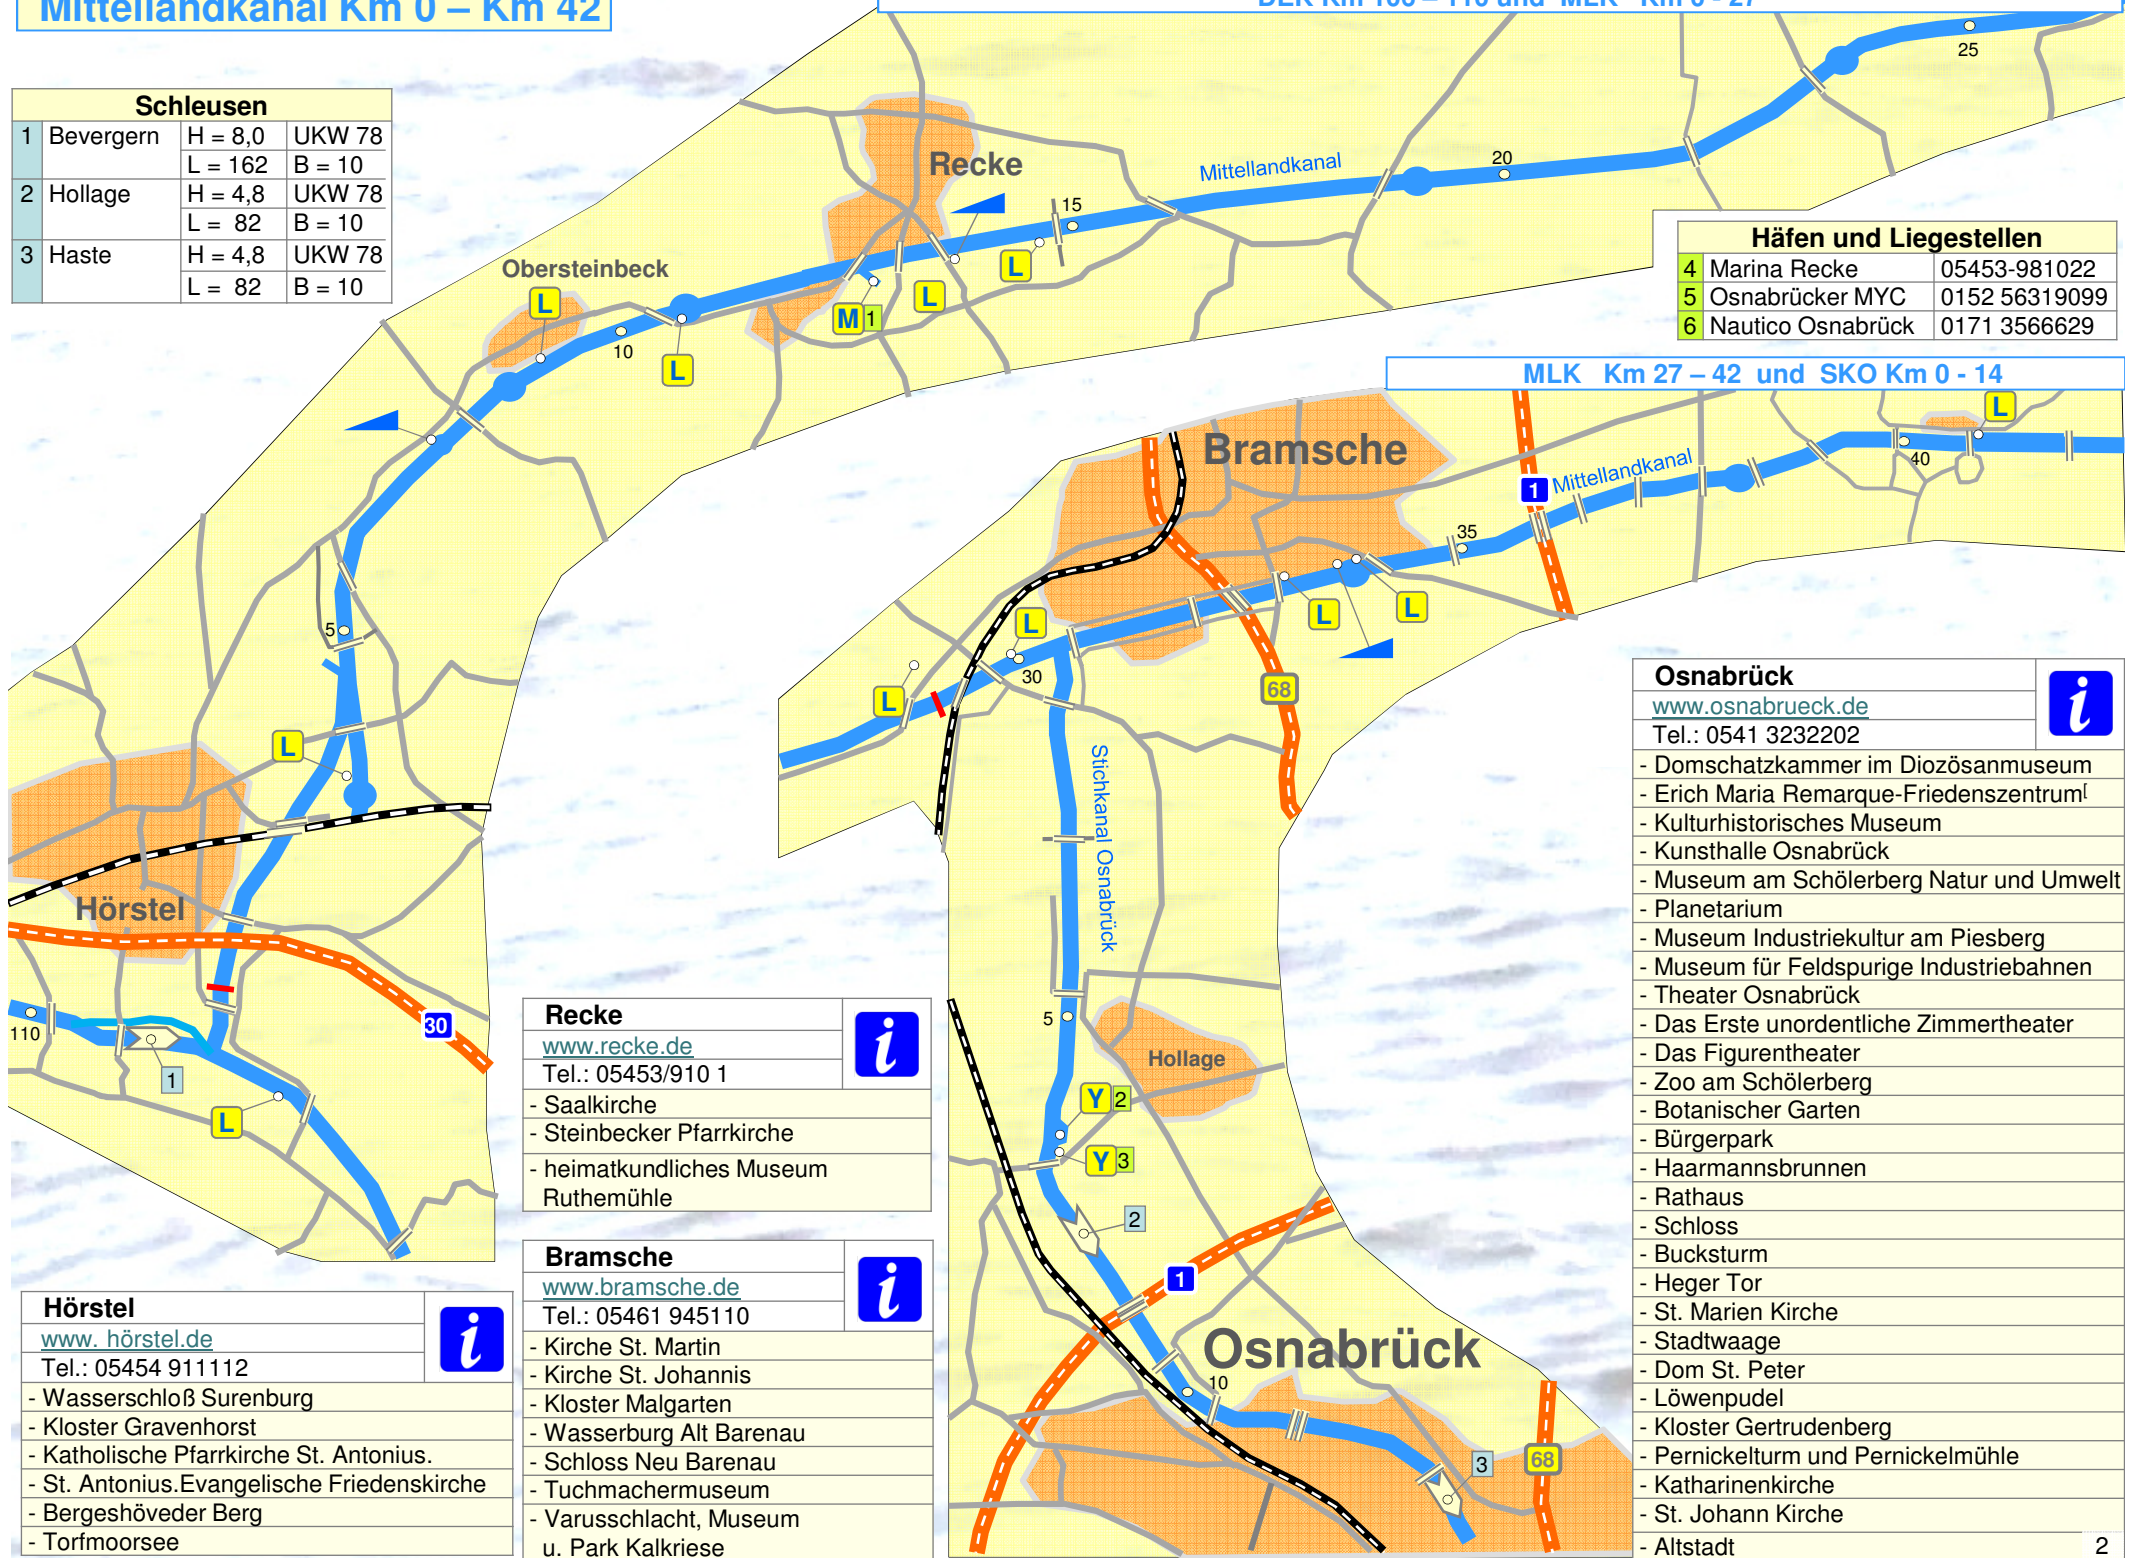 Mittellandkanal Km 0 – Km 42
Schleusen
1 Bevergern H = 8,0 UKW 78
L = 162 B = 10
2 Hollage H = 4,8 UKW 78
L = 82 B = 10
3 Haste H = 4,8 UKW 78
L = 82 B = 10
25
20
Mittellandkanal
Recke
15
L
Obersteinbeck
L
L
M 1
10
L
Häfen und Liegestellen
4 Marina Recke 05453-981022
5 Osnabrücker MYC 0152 56319099
6 Nautico Osnabrück 0171 3566629
MLK Km 27 – 42 und SKO Km 0 - 14
L
Bramsche
40
Mittellandkanal
1
35
L
L
L
30
68
L
5
L
Stichkanal Osnabrück
Hörstel
30
110
1
L
5
Hollage
Y 2
Y 3
2
1
Osnabrück
10
3
68
Osnabrück
www.osnabrueck.de
Tel.: 0541 3232202
i
- Domschatzkammer im Diozösanmuseum
- Erich Maria Remarque-Friedenszentrum[
- Kulturhistorisches Museum
- Kunsthalle Osnabrück
- Museum am Schölerberg Natur und Umwelt
- Planetarium
- Museum Industriekultur am Piesberg
- Museum für Feldspurige Industriebahnen
- Theater Osnabrück
- Das Erste unordentliche Zimmertheater
- Das Figurentheater
- Zoo am Schölerberg
- Botanischer Garten
- Bürgerpark
- Haarmannsbrunnen
- Rathaus
- Schloss
- Bucksturm
- Heger Tor
- St. Marien Kirche
- Stadtwaage
- Dom St. Peter
- Löwenpudel
- Kloster Gertrudenberg
- Pernickelturm und Pernickelmühle
- Katharinenkirche
- St. Johann Kirche
- Altstadt
Recke
www.recke.de
Tel.: 05453/910 1
i
- Saalkirche
- Steinbecker Pfarrkirche
- heimatkundliches Museum
Ruthemühle
Bramsche
www.bramsche.de
Tel.: 05461 945110
i
- Kirche St. Martin
- Kirche St. Johannis
- Kloster Malgarten
- Wasserburg Alt Barenau
- Schloss Neu Barenau
- Tuchmachermuseum
- Varusschlacht, Museum
u. Park Kalkriese
Hörstel
www. hörstel.de
Tel.: 05454 911112
i
- Wasserschloß Surenburg
- Kloster Gravenhorst
- Katholische Pfarrkirche St. Antonius.
- St. Antonius.Evangelische Friedenskirche
- Bergeshöveder Berg
- Torfmoorsee
2